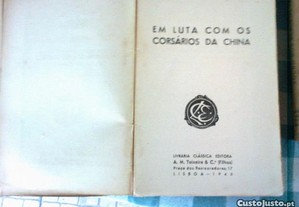 EM LUTA COM OS
CORSÁRIOS DA CHINA
LIVRARIA CLÁSSICA EDITORA
A. M. Teixeira & C.ª (Filhos)
Praça dos Restauradores, 17
LISBOA - 1940
CustoJusto.pt